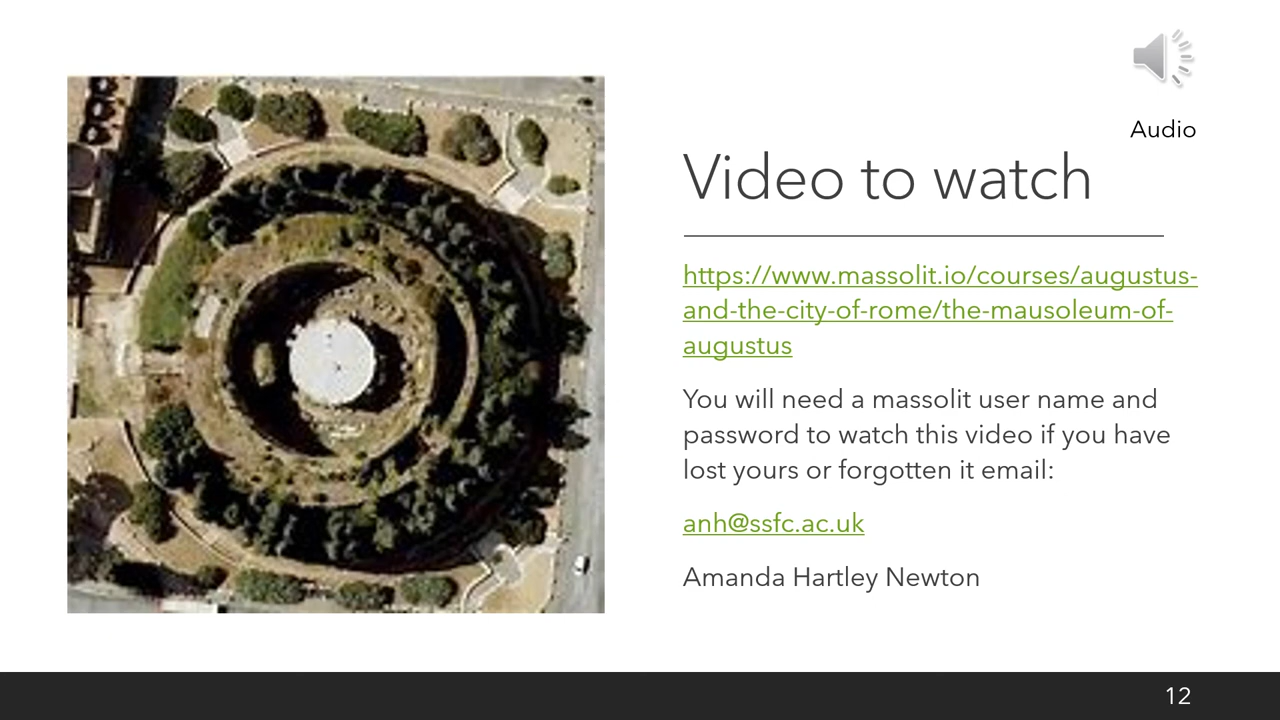 Audio
Video to watch
https://www.massolit.io/courses/augustus-
and-the-city-of-rome/the-mausoleum-of-
augustus
You will need a massolit user name and
password to watch this video if you have
lost yours or forgotten it email:
anh@ssfc.ac.uk
Amanda Hartley Newton
12